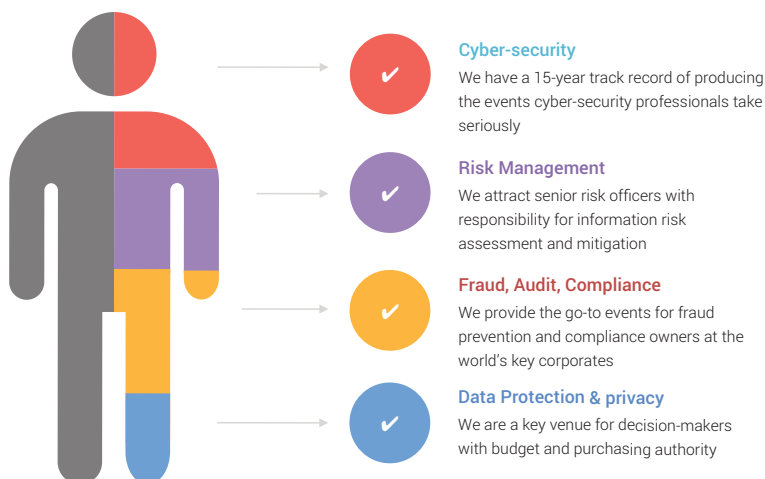 Cyber-security
We have a 15-year track record of producing
the events cyber-security professionals take
seriously
Risk Management
We attract senior risk officers with
responsibility for information risk
assessment and mitigation
Fraud, Audit, Compliance
We provide the go-to events for fraud
prevention and compliance owners at the
world’s key corporates
Data Protection & privacy
We are a key venue for decision-makers
with budget and purchasing authority